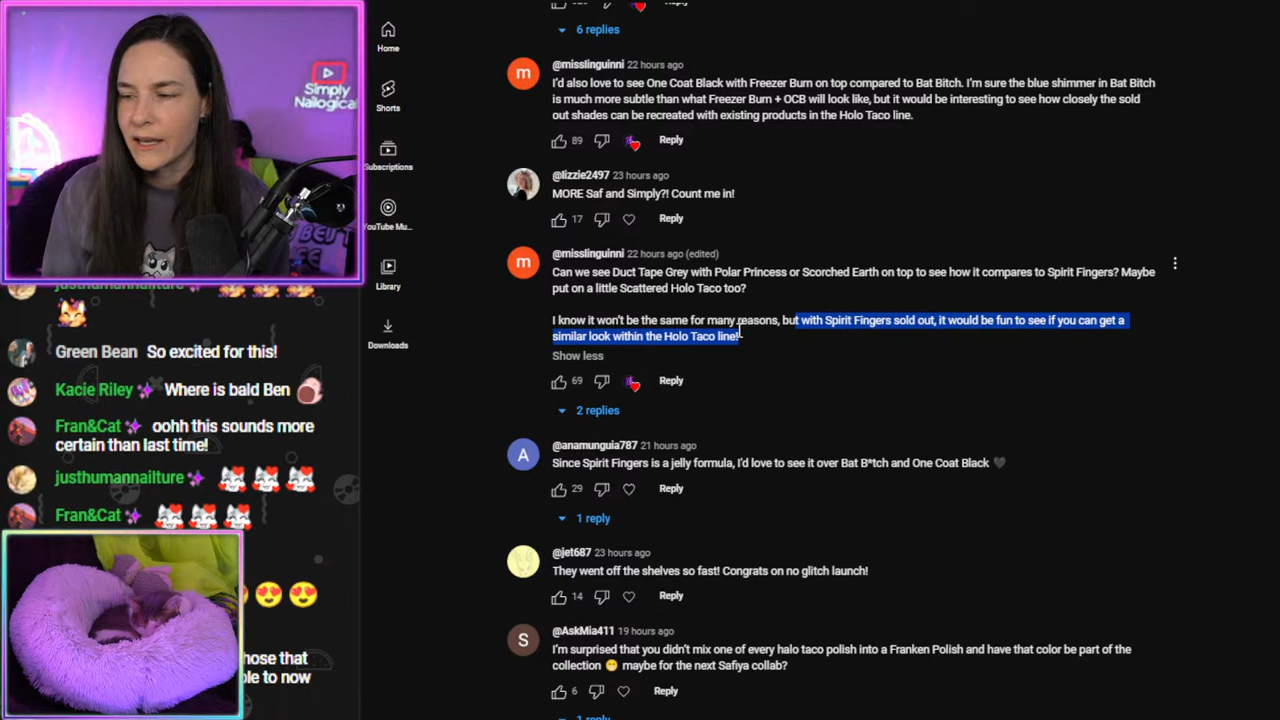 Reply
6 replies
Simply
Nailogical
Home
Shorts
Subscriptions
YouTube Mu...
Library
Downloads
m
@misslinguinni 22 hours ago
I'd also love to see One Coat Black with Freezer Burn on top compared to Bat Bitch. I'm sure the blue shimmer in Bat Bitch
is much more subtle than what Freezer Burn + OCB will look like, but it would be interesting to see how closely the sold
out shades can be recreated with existing products in the Holo Taco line.
89 Reply
@lizzie2497 23 hours ago
MORE Saf and Simply?! Count me in!
17 Reply
m
@misslinguinni 22 hours ago (edited)
Can we see Duct Tape Grey with Polar Princess or Scorched Earth on top to see how it compares to Spirit Fingers? Maybe
put on a little Scattered Holo Taco too?
I know it won't be the same for many reasons, but with Spirit Fingers sold out, it would be fun to see if you can get a
similar look within the Holo Taco line!
Show less
69 Reply
2 replies
A
@anamunguia787 21 hours ago
Since Spirit Fingers is a jelly formula, I'd love to see it over Bat B*tch and One Coat Black 🖤
29 Reply
1 reply
@jet687 23 hours ago
They went off the shelves so fast! Congrats on no glitch launch!
14 Reply
S
@AskMia411 19 hours ago
I'm surprised that you didn't mix one of every halo taco polish into a Franken Polish and have that color be part of the
collection 😁 maybe for the next Safiya collab?
6 Reply
1 reply
justhumannailture
Green Bean So excited for this!
Kacie Riley Where is bald Ben
Fran&Cat oohh this sounds more
certain than last time!
justhumannailture
Fran&Cat
hose that
ble to now